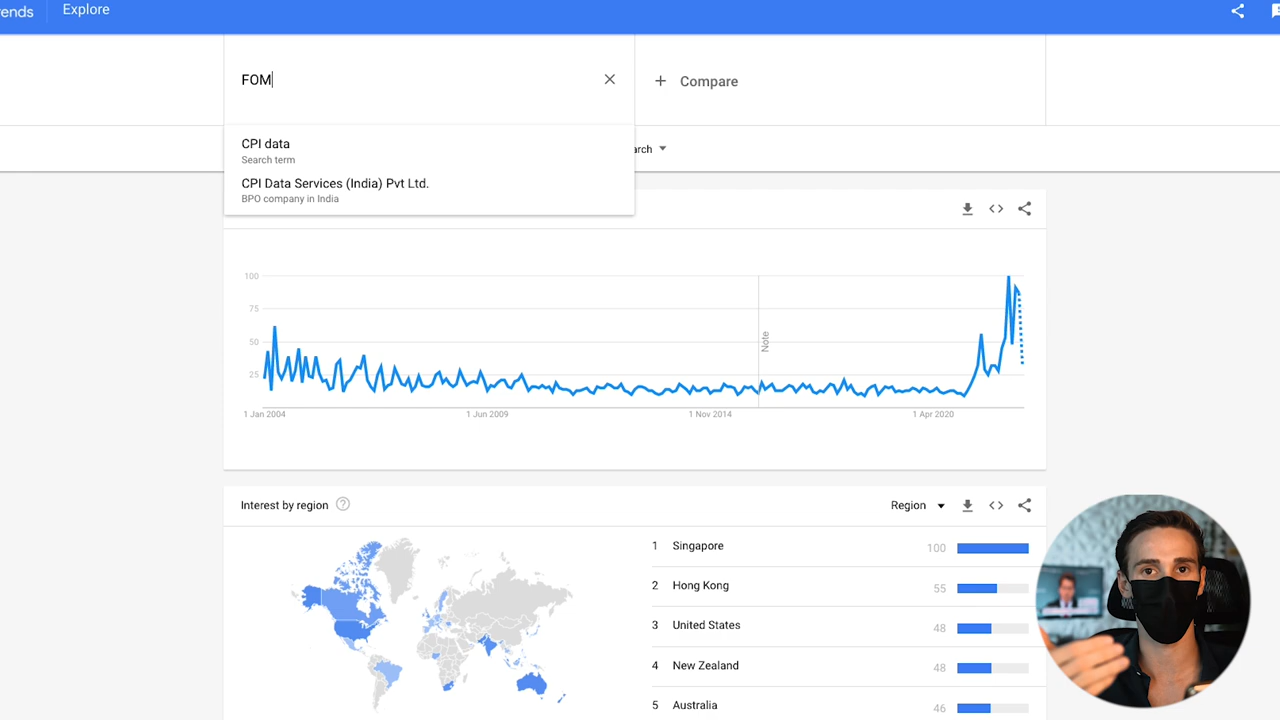 rends
Explore
FOM
Compare
CPI data
Search term
CPI Data Services (India) Pvt Ltd.
BPO company in India
arch
100
75
50
25
Note
1 Jan 2004
1 Jun 2009
1 Nov 2014
1 Apr 2020
Interest by region
Region
1 Singapore 100
2 Hong Kong 55
3 United States 48
4 New Zealand 48
5 Australia 46